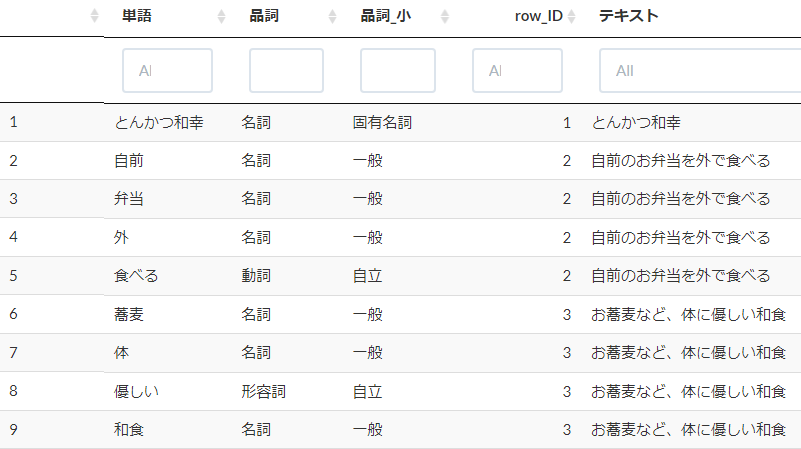 単語 品詞 品詞_小 row_ID テキスト
Al Al All
1 とんかつ和幸 名詞 固有名詞 1 とんかつ和幸
2 自前 名詞 一般 2 自前のお弁当を外で食べる
3 弁当 名詞 一般 2 自前のお弁当を外で食べる
4 外 名詞 一般 2 自前のお弁当を外で食べる
5 食べる 動詞 自立 2 自前のお弁当を外で食べる
6 蕎麦 名詞 一般 3 お蕎麦など、体に優しい和食
7 体 名詞 一般 3 お蕎麦など、体に優しい和食
8 優しい 形容詞 自立 3 お蕎麦など、体に優しい和食
9 和食 名詞 一般 3 お蕎麦など、体に優しい和食